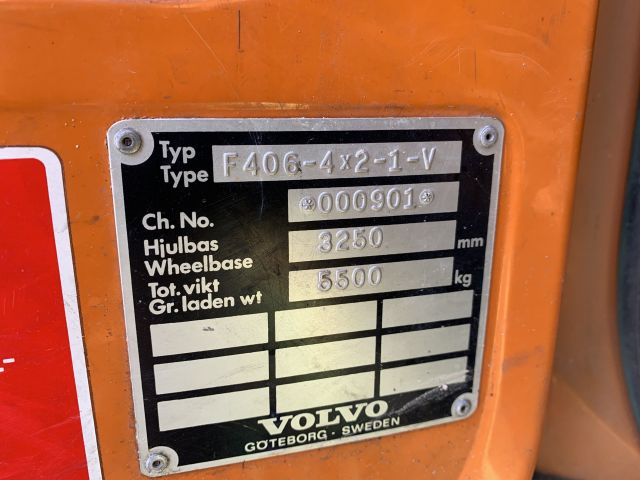 Typ
Type F406-4x2-1-V
Ch. No. *000901*
Hjulbas
Wheelbase 3250 mm
Tot. vikt
Gr. laden wt 5500 kg
VOLVO
GÖTEBORG · SWEDEN